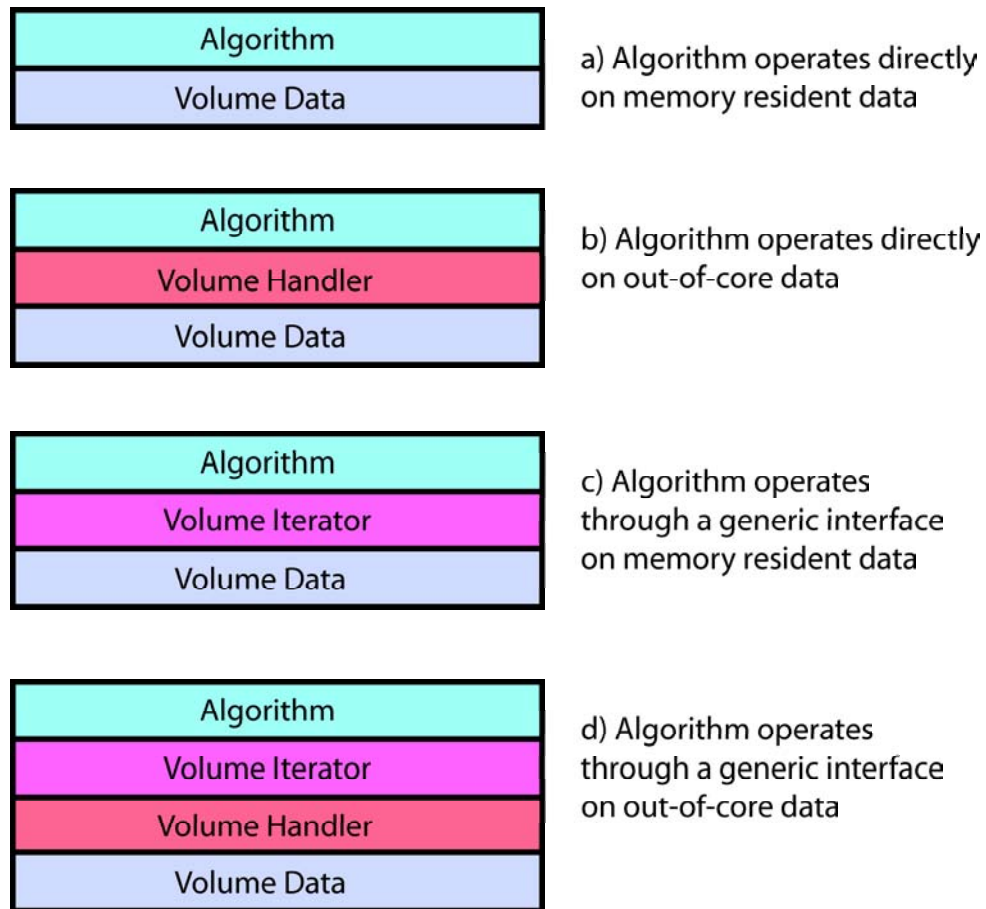 Algorithm
Volume Data
a) Algorithm operates directly
on memory resident data
Algorithm
Volume Handler
Volume Data
b) Algorithm operates directly
on out-of-core data
Algorithm
Volume Iterator
Volume Data
c) Algorithm operates
through a generic interface
on memory resident data
Algorithm
Volume Iterator
Volume Handler
Volume Data
d) Algorithm operates
through a generic interface
on out-of-core data